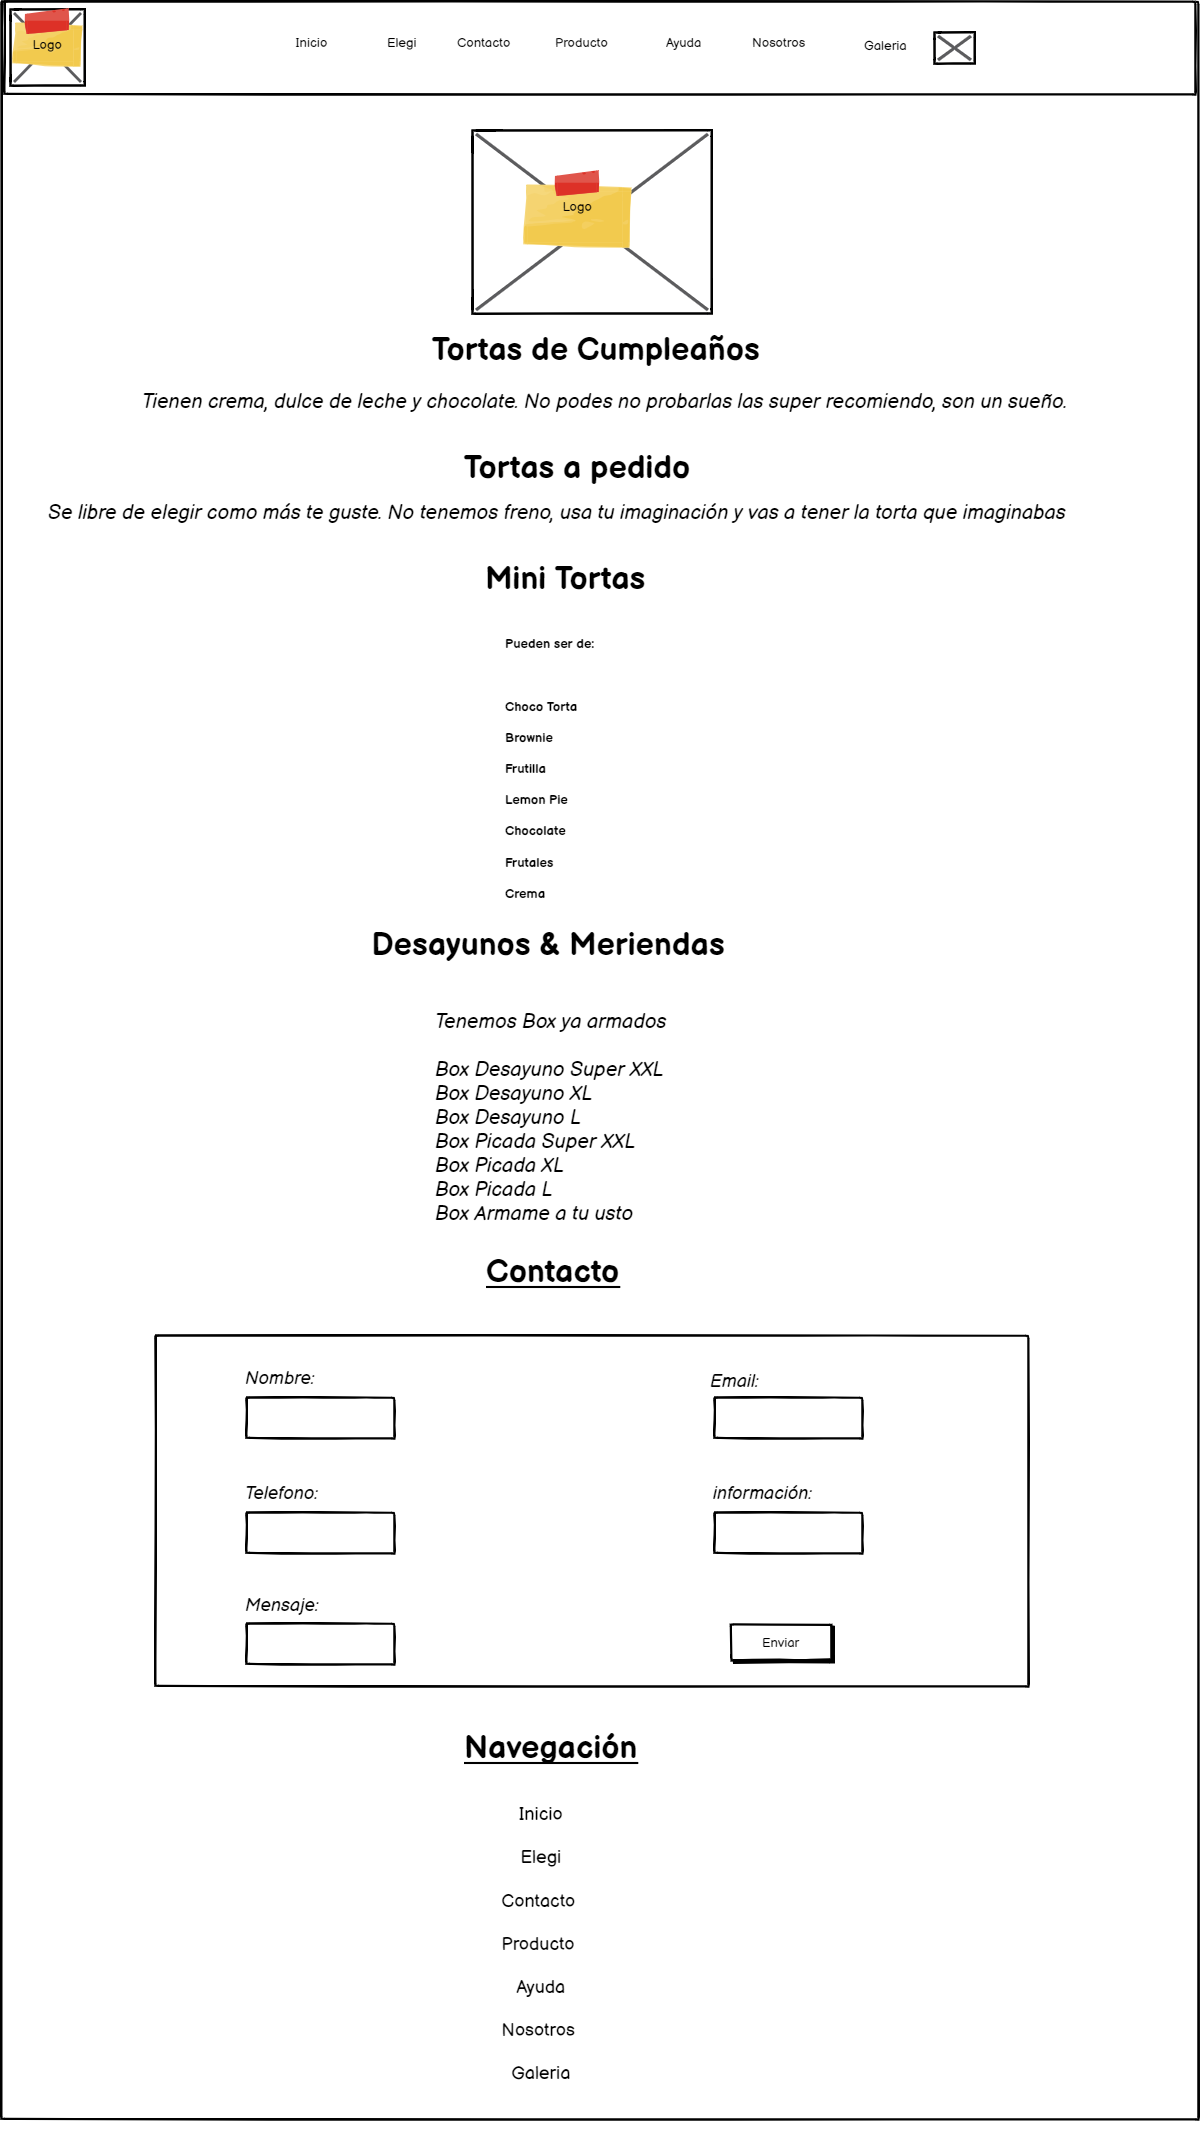 Logo
Inicio
Elegi
Contacto
Producto
Ayuda
Nosotros
Galeria
Logo
Tortas de Cumpleaños
Tienen crema, dulce de leche y chocolate. No podes no probarlas las super recomiendo, son un sueño.
Tortas a pedido
Se libre de elegir como más te guste. No tenemos freno, usa tu imaginación y vas a tener la torta que imaginabas
Mini Tortas
Pueden ser de:
Choco Torta
Brownie
Frutilla
Lemon Pie
Chocolate
Frutales
Crema
Desayunos & Meriendas
Tenemos Box ya armados
Box Desayuno Super XXL
Box Desayuno XL
Box Desayuno L
Box Picada Super XXL
Box Picada XL
Box Picada L
Box Armame a tu usto
Contacto
Nombre:
Email:
Telefono:
información:
Mensaje:
Enviar
Navegación
Inicio
Elegi
Contacto
Producto
Ayuda
Nosotros
Galeria